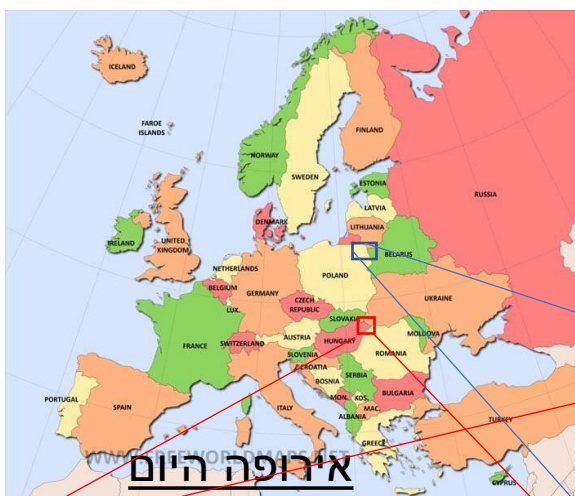 ICELAND
FAROE
ISLANDS
NORWAY
SWEDEN
FINLAND
RUSSIA
ESTONIA
LATVIA
LITHUANIA
DENMARK
IRELAND
UNITED
KINGDOM
NETHERLANDS
BELGIUM
LUX.
GERMANY
POLAND
BELARUS
CZECH
REPUBLIC
UKRAINE
SLOVAKIA
FRANCE
SWITZERLAND
AUSTRIA
HUNGARY
MOLDOVA
SLOVENIA
CROATIA
ROMANIA
BOSNIA
SERBIA
PORTUGAL
SPAIN
ITALY
MON.
KOS.
BULGARIA
MAC.
ALBANIA
GREECE
TURKEY
CYPRUS
אירופה היום